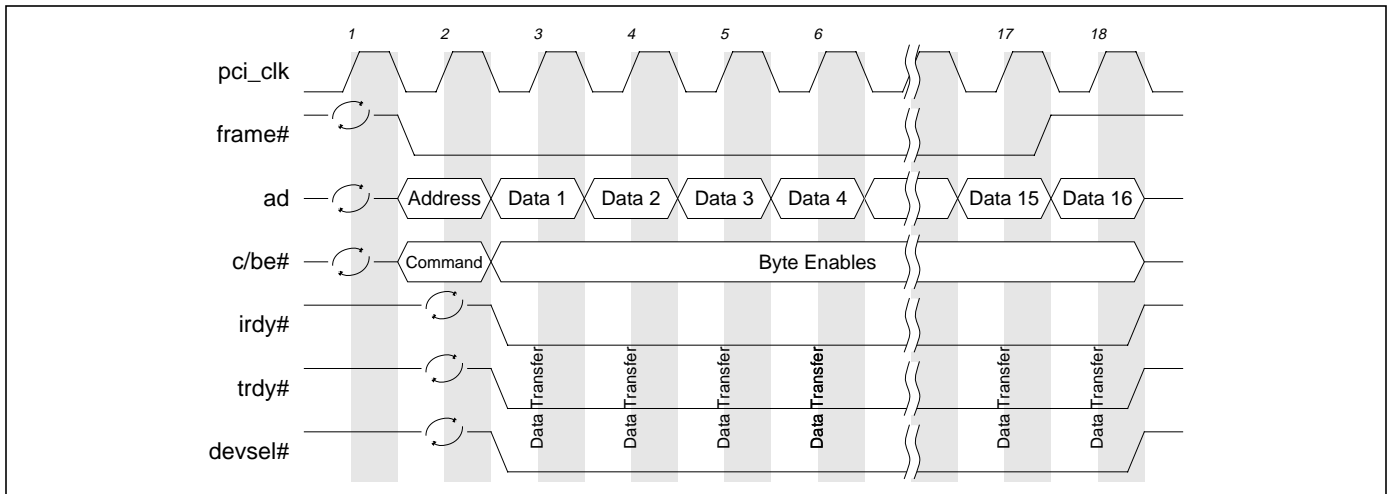 1 2 3 4 5 6 17 18
pci_clk
frame#
ad Address Data 1 Data 2 Data 3 Data 4 Data 15 Data 16
c/be# Command Byte Enables
irdy#
trdy#
Data Transfer Data Transfer Data Transfer Data Transfer Data Transfer Data Transfer
devsel#